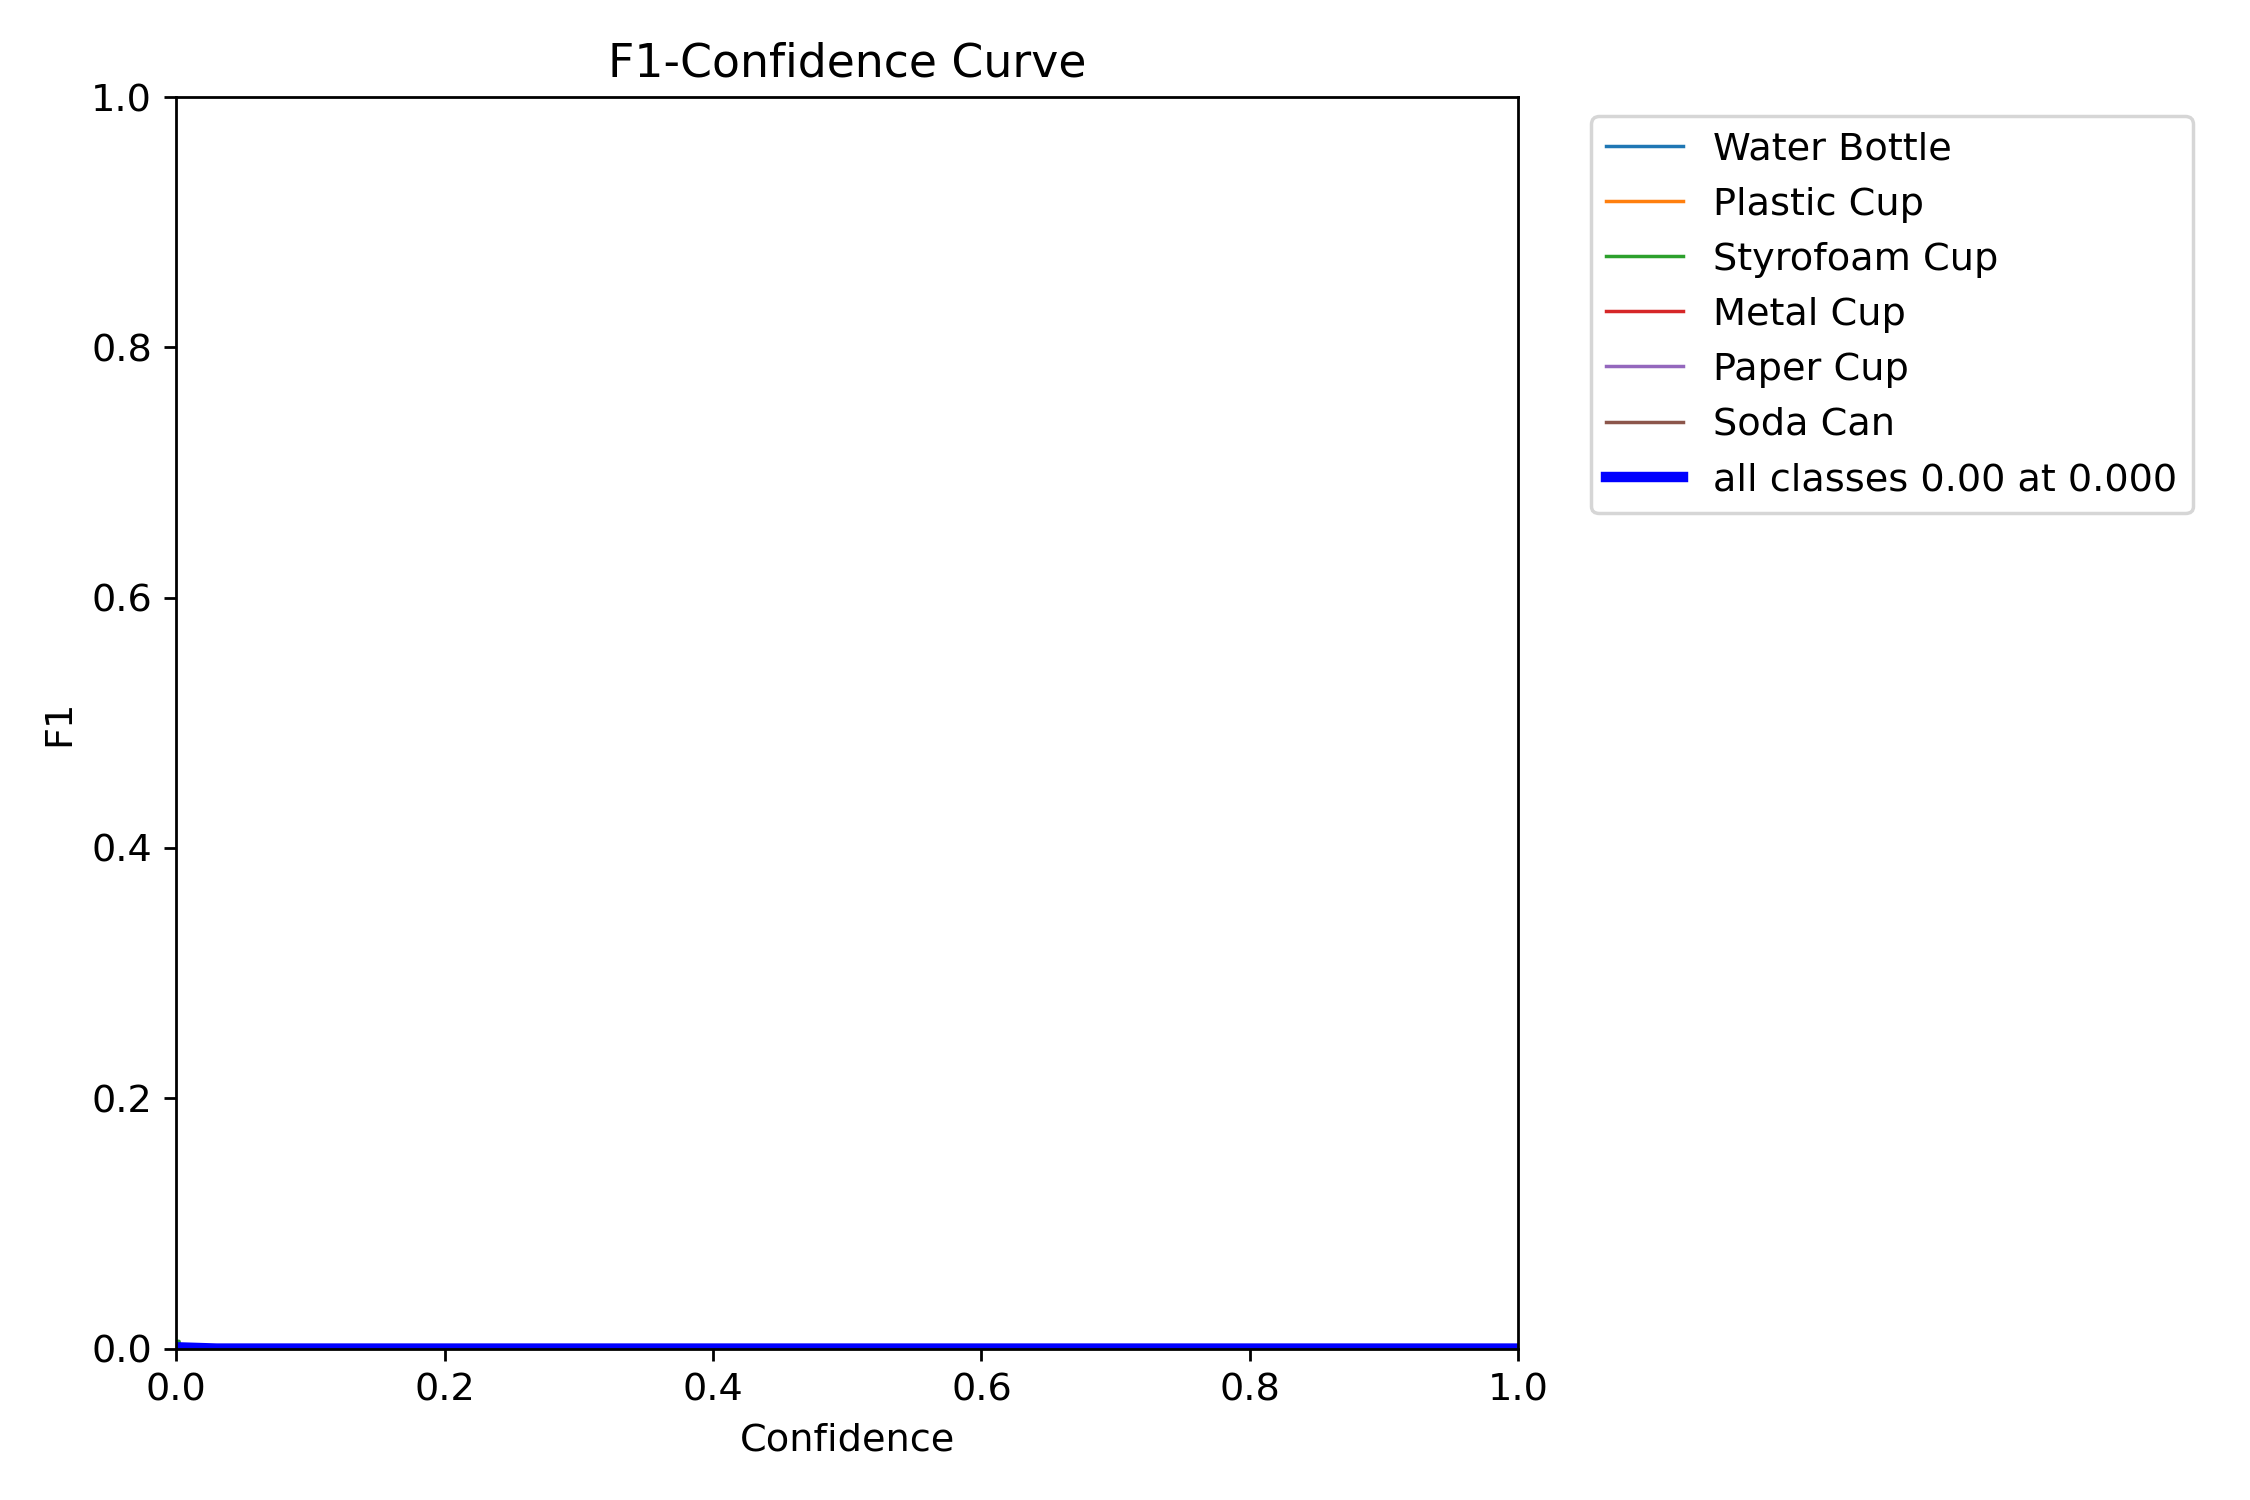 F1-Confidence Curve
1.0
0.8
0.6
0.4
0.2
0.0
F1
0.0 0.2 0.4 0.6 0.8 1.0
Confidence
Water Bottle
Plastic Cup
Styrofoam Cup
Metal Cup
Paper Cup
Soda Can
all classes 0.00 at 0.000